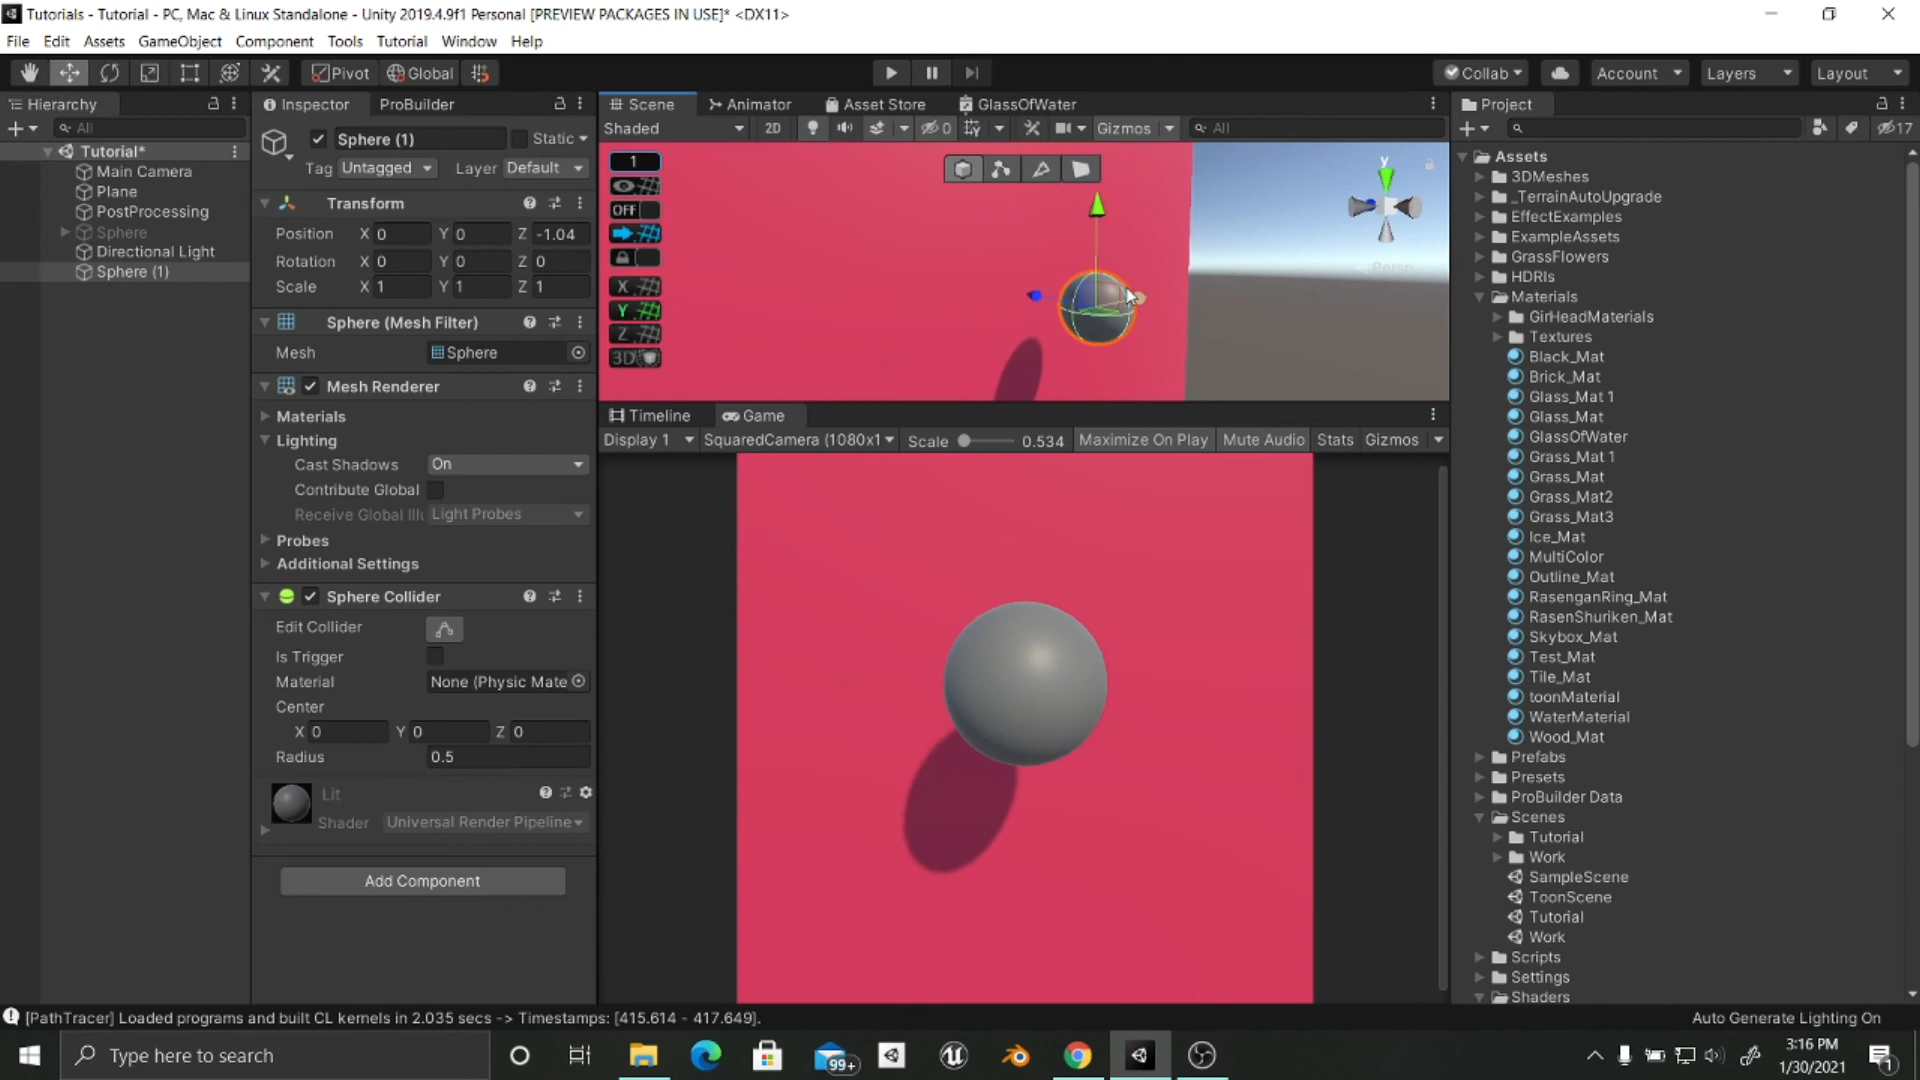 Tutorials - Tutorial - PC, Mac & Linux Standalone - Unity 2019.4.9f1 Personal [PREVIEW PACKAGES IN USE]* <DX11>
File Edit Assets GameObject Component Tools Tutorial Window Help
Pivot Global Collab Account Layers Layout
Hierarchy
All
Tutorial*
Main Camera
Plane
PostProcessing
Sphere
Directional Light
Sphere (1)
Inspector ProBuilder
Sphere (1) Static
Tag Untagged Layer Default
Transform
Position X 0 Y 0 Z -1.04
Rotation X 0 Y 0 Z 0
Scale X 1 Y 1 Z 1
Sphere (Mesh Filter)
Mesh Sphere
Mesh Renderer
Materials
Lighting
Cast Shadows On
Contribute Global
Receive Global Illu Light Probes
Probes
Additional Settings
Sphere Collider
Edit Collider
Is Trigger
Material None (Physic Mate
Center
X 0 Y 0 Z 0
Radius 0.5
Lit
Shader Universal Render Pipeline
Add Component
Scene Animator Asset Store GlassOfWater
Shaded 2D 0 Gizmos All
1
OFF
X
Y
Z
3D
y
Persp
Timeline Game
Display 1 SquaredCamera (1080x1 Scale 0.534 Maximize On Play Mute Audio Stats Gizmos
Project
17
Assets
3DMeshes
_TerrainAutoUpgrade
EffectExamples
ExampleAssets
GrassFlowers
HDRIs
Materials
GirHeadMaterials
Textures
Black_Mat
Brick_Mat
Glass_Mat 1
Glass_Mat
GlassOfWater
Grass_Mat 1
Grass_Mat
Grass_Mat2
Grass_Mat3
Ice_Mat
MultiColor
Outline_Mat
RasenganRing_Mat
RasenShuriken_Mat
Skybox_Mat
Test_Mat
Tile_Mat
toonMaterial
WaterMaterial
Wood_Mat
Prefabs
Presets
ProBuilder Data
Scenes
Tutorial
Work
SampleScene
ToonScene
Tutorial
Work
Scripts
Settings
Shaders
[PathTracer] Loaded programs and built CL kernels in 2.035 secs -> Timestamps: [415.614 - 417.649].
Auto Generate Lighting On
Type here to search
99+
3:16 PM
1/30/2021
1